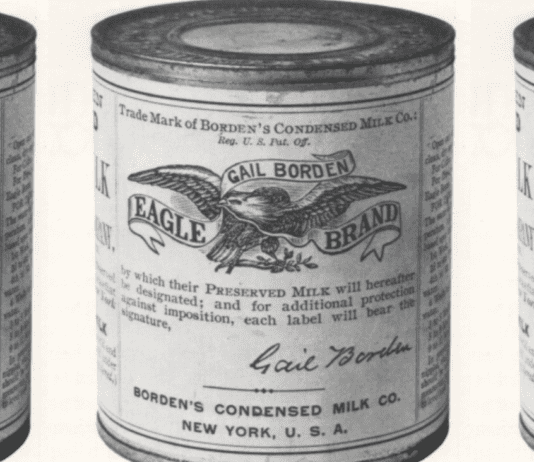 Trade Mark of BORDEN'S CONDENSED MILK Co.:
Reg. U. S. Pat. Off.
GAIL BORDEN
EAGLE BRAND
by which their PRESERVED MILK will hereafter
be designated; and for additional protection
against imposition, each label will bear the
signature,
Gail Borden
BORDEN'S CONDENSED MILK CO.
NEW YORK, U. S. A.